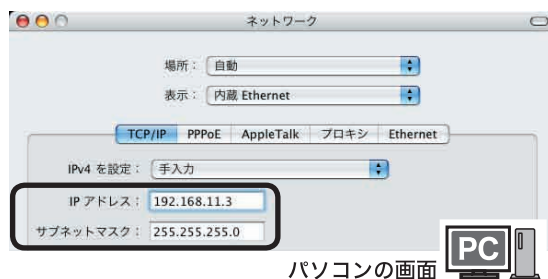 ネットワーク
場所： 自動
表示： 内蔵 Ethernet
TCP/IP PPPoE AppleTalk プロキシ Ethernet
IPv4 を設定： 手入力
IP アドレス： 192.168.11.3
サブネットマスク： 255.255.255.0
パソコンの画面 PC